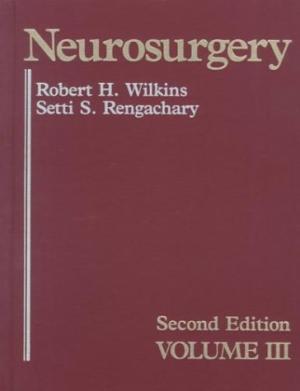 Neurosurgery
Robert H. Wilkins
Setti S. Rengachary
Second Edition
VOLUME III